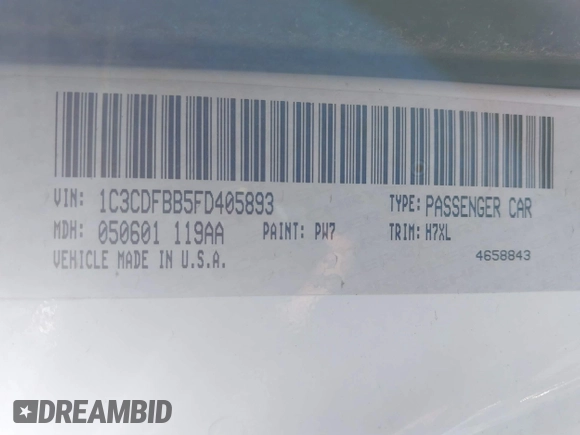 VIN: 1C3CDFBB5FD405893 TYPE: PASSENGER CAR
MDH: 050601 119AA PAINT: PW7 TRIM: H7XL
VEHICLE MADE IN U.S.A. 4658843
DREAMBID